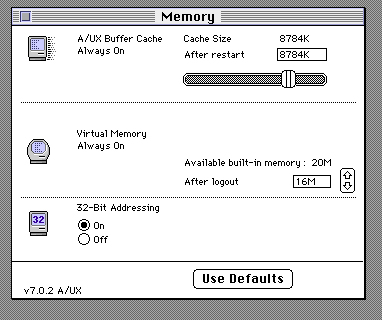 Memory
A/UX Buffer Cache
Always On
Cache Size 8784K
After restart 8784K
Virtual Memory
Always On
Available built-in memory : 20M
After logout 16M
32
32-Bit Addressing
On
Off
Use Defaults
v7.0.2 A/UX